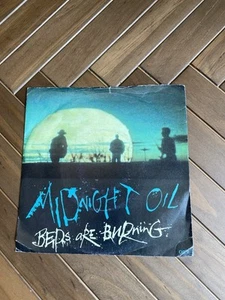 MIDNIGHT OIL
BEDS ARE BURNING.